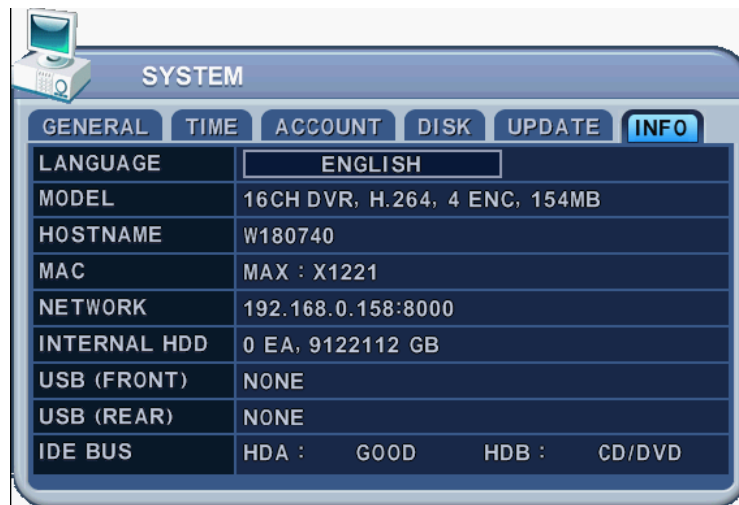 SYSTEM
GENERAL TIME ACCOUNT DISK UPDATE INFO
LANGUAGE ENGLISH
MODEL 16CH DVR, H.264, 4 ENC, 154MB
HOSTNAME W180740
MAC MAX : X1221
NETWORK 192.168.0.158:8000
INTERNAL HDD 0 EA, 9122112 GB
USB (FRONT) NONE
USB (REAR) NONE
IDE BUS HDA : GOOD HDB : CD/DVD